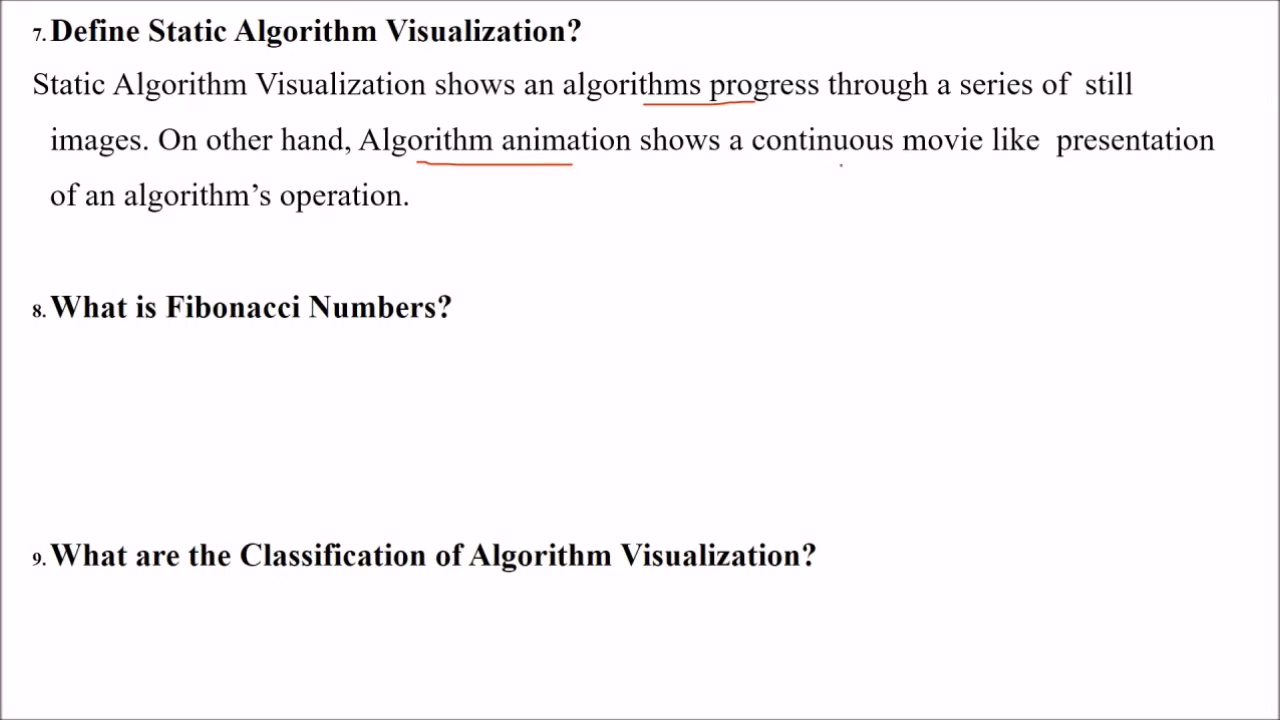 7. Define Static Algorithm Visualization?
Static Algorithm Visualization shows an algorithms progress through a series of still
images. On other hand, Algorithm animation shows a continuous movie like presentation
of an algorithm’s operation.
8. What is Fibonacci Numbers?
9. What are the Classification of Algorithm Visualization?